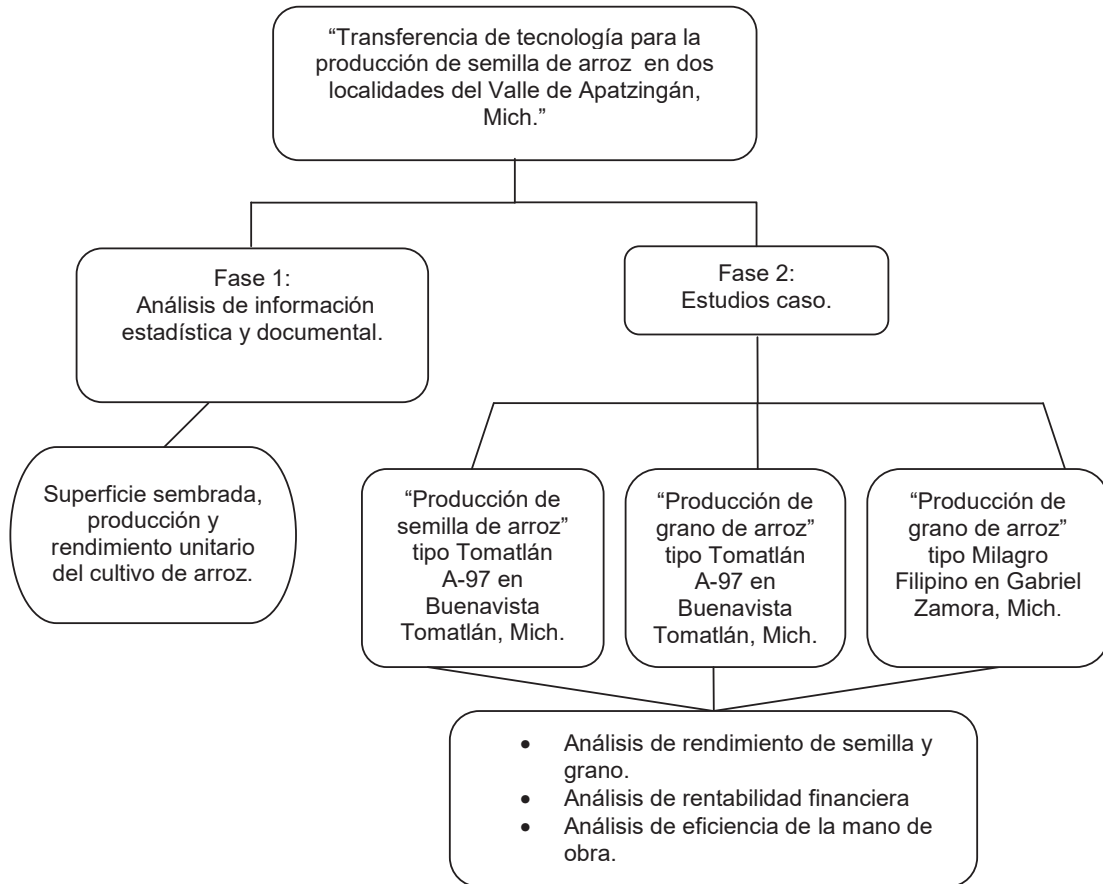 “Transferencia de tecnología para la
producción de semilla de arroz en dos
localidades del Valle de Apatzingán,
Mich.”
Fase 1:
Análisis de información
estadística y documental.
Fase 2:
Estudios caso.
Superficie sembrada,
producción y
rendimiento unitario
del cultivo de arroz.
“Producción de
semilla de arroz”
tipo Tomatlán
A-97 en
Buenavista
Tomatlán, Mich.
“Producción de
grano de arroz”
tipo Tomatlán
A-97 en
Buenavista
Tomatlán, Mich.
“Producción de
grano de arroz”
tipo Milagro
Filipino en Gabriel
Zamora, Mich.
• Análisis de rendimiento de semilla y
grano.
• Análisis de rentabilidad financiera
• Análisis de eficiencia de la mano de
obra.